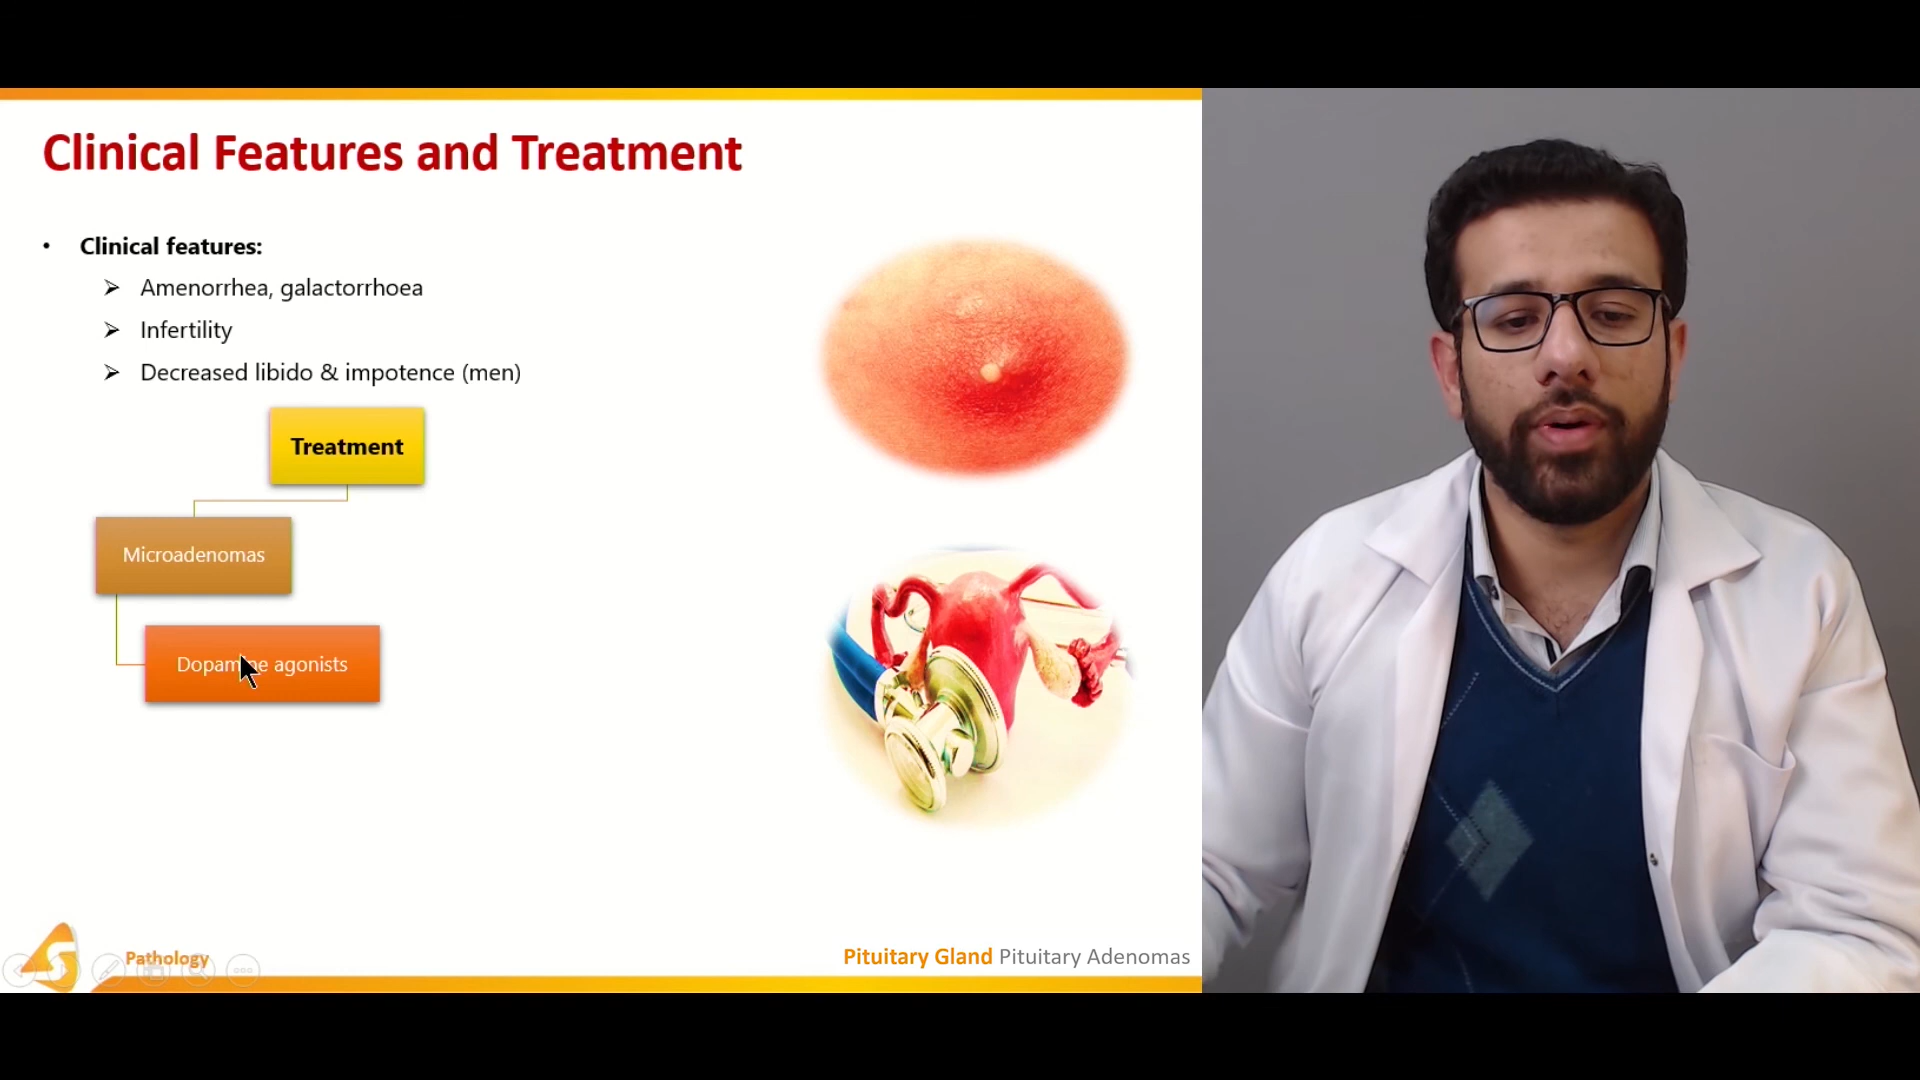 Clinical Features and Treatment
• Clinical features:
➢ Amenorrhea, galactorrhoea
➢ Infertility
➢ Decreased libido & impotence (men)
Treatment
Microadenomas
Dopamine agonists
Pathology
Pituitary Gland Pituitary Adenomas